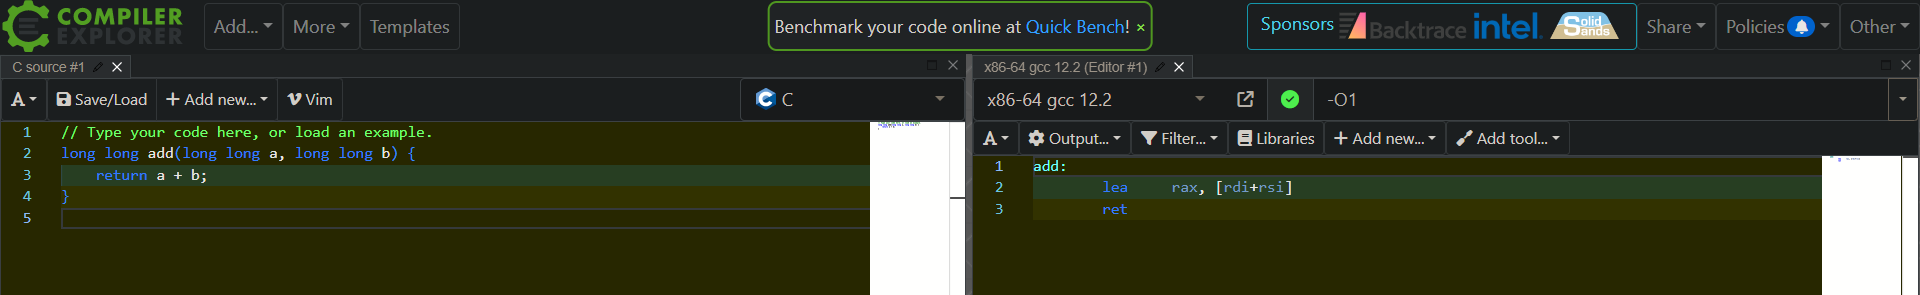 COMPILER
EXPLORER
Add...
More
Templates
Benchmark your code online at Quick Bench! ×
Sponsors
Backtrace
intel.
Solid
Sands
Share
Policies
Other
C source #1
A
Save/Load
+ Add new...
Vim
C
1 // Type your code here, or load an example.
2 long long add(long long a, long long b) {
3     return a + b;
4 }
5
x86-64 gcc 12.2 (Editor #1)
x86-64 gcc 12.2
-O1
A
Output...
Filter...
Libraries
+ Add new...
Add tool...
1 add:
2         lea     rax, [rdi+rsi]
3         ret